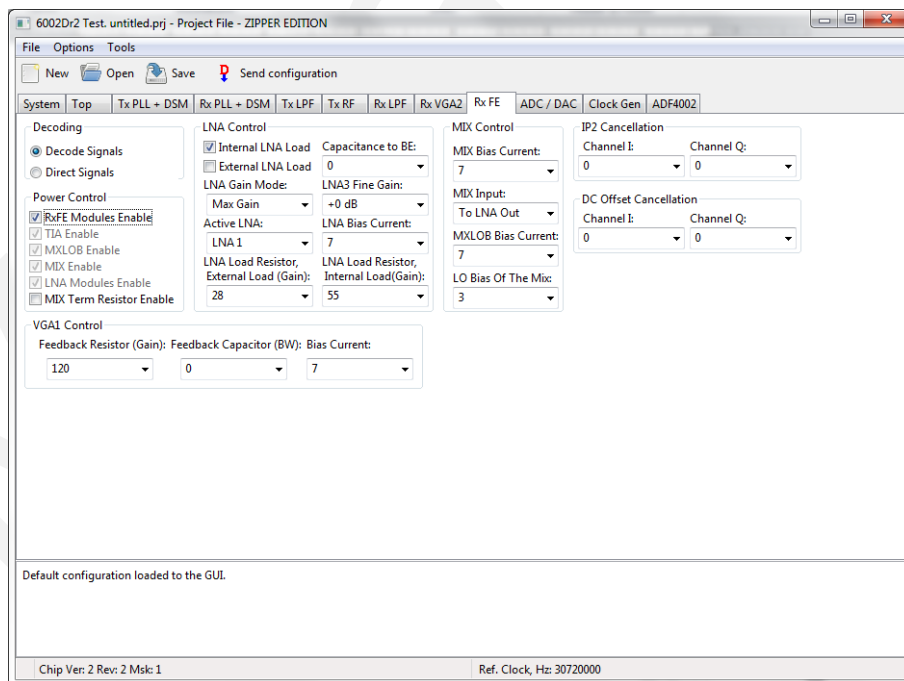 6002Dr2 Test. untitled.prj - Project File - ZIPPER EDITION
File Options Tools
New Open Save Send configuration
System Top Tx PLL + DSM Rx PLL + DSM Tx LPF Tx RF Rx LPF Rx VGA2 Rx FE ADC / DAC Clock Gen ADF4002
Decoding
Decode Signals
Direct Signals
Power Control
RxFE Modules Enable
TIA Enable
MXLOB Enable
MIX Enable
LNA Modules Enable
MIX Term Resistor Enable
LNA Control
Internal LNA Load
External LNA Load
Capacitance to BE:
0
LNA Gain Mode:
Max Gain
LNA3 Fine Gain:
+0 dB
Active LNA:
LNA 1
LNA Bias Current:
7
LNA Load Resistor,
External Load (Gain):
28
LNA Load Resistor,
Internal Load(Gain):
55
MIX Control
MIX Bias Current:
7
MIX Input:
To LNA Out
MXLOB Bias Current:
7
LO Bias Of The Mix:
3
IP2 Cancellation
Channel I: Channel Q:
0 0
DC Offset Cancellation
Channel I: Channel Q:
0 0
VGA1 Control
Feedback Resistor (Gain): Feedback Capacitor (BW): Bias Current:
120 0 7
Default configuration loaded to the GUI.
Chip Ver: 2 Rev: 2 Msk: 1 Ref. Clock, Hz: 30720000